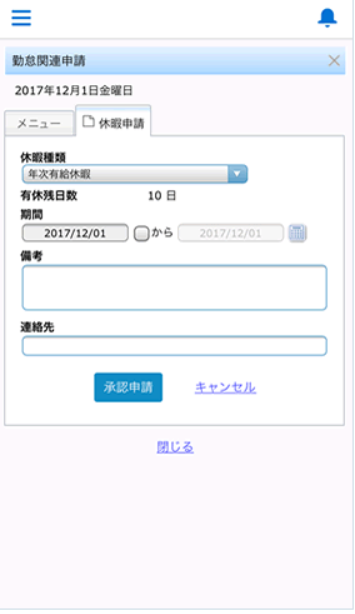 勤怠関連申請
2017年12月1日金曜日
メニュー 休暇申請
休暇種類
年次有給休暇
有休残日数 10 日
期間
2017/12/01 から 2017/12/01
備考
連絡先
承認申請 キャンセル
閉じる